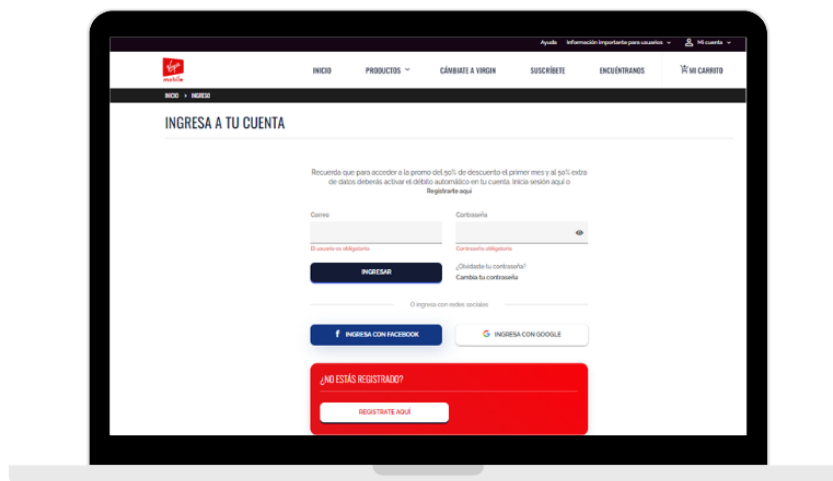 Ayuda Información importante para usuarios Mi cuenta
Virgin
mobile
INICIO PRODUCTOS CÁMBIATE A VIRGIN SUSCRÍBETE ENCUÉNTRANOS MI CARRITO
INICIO > INGRESO
INGRESA A TU CUENTA
Recuerda que para acceder a la promo del 50% de descuento el primer mes y al 50% extra
de datos deberás activar el débito automático en tu cuenta. Inicia sesión aquí o
Regístrarte aquí
Correo Contraseña
El usuario es obligatorio Contraseña obligatoria
INGRESAR ¿Olvidaste tu contraseña?
Cambia tu contraseña
O ingresa con redes sociales
f INGRESA CON FACEBOOK G INGRESA CON GOOGLE
¿NO ESTÁS REGISTRADO?
REGISTRATE AQUÍ